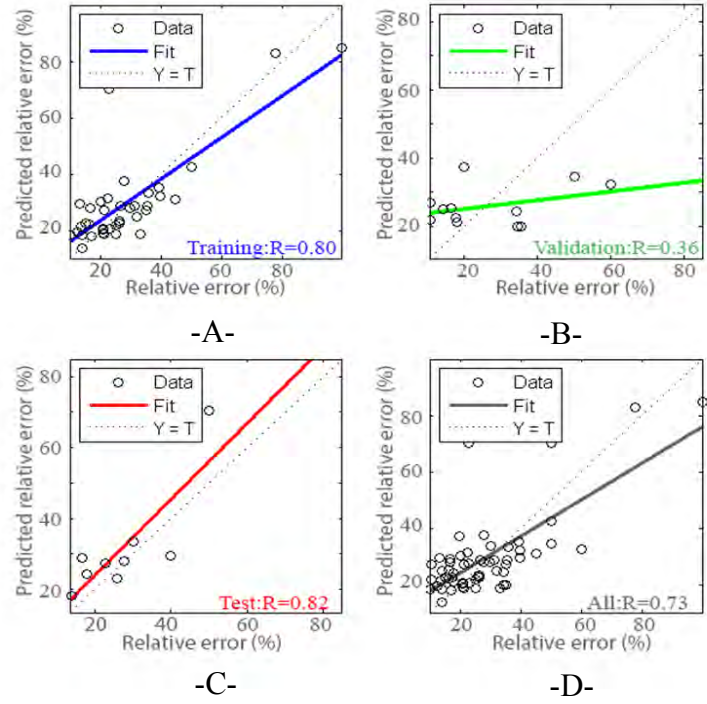 Data
Fit
Y = T
80
60
40
20
Predicted relative error (%)
Training:R=0.80
20
40
60
80
Relative error (%)
-A-
Data
Fit
Y = T
80
60
40
20
Predicted relative error (%)
Validation:R=0.36
20
40
60
80
Relative error (%)
-B-
Data
Fit
Y = T
80
60
40
20
Predicted relative error (%)
Test:R=0.82
20
40
60
80
Relative error (%)
-C-
Data
Fit
Y = T
80
60
40
20
Predicted relative error (%)
All:R=0.73
20
40
60
80
Relative error (%)
-D-